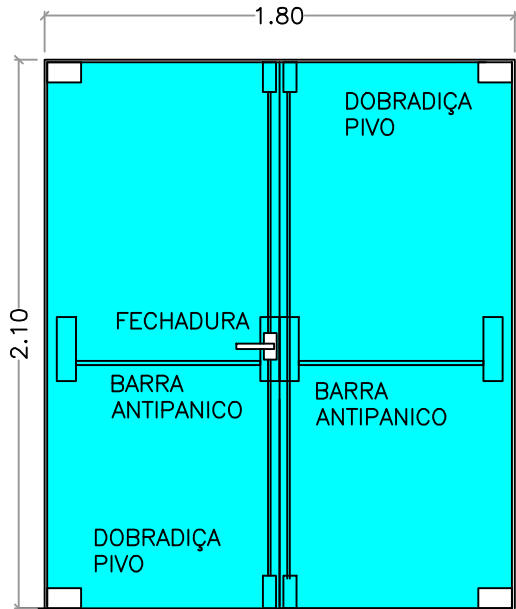 1.80
DOBRADIÇA
PIVO
2.10
FECHADURA
BARRA
ANTIPANICO
BARRA
ANTIPANICO
DOBRADIÇA
PIVO